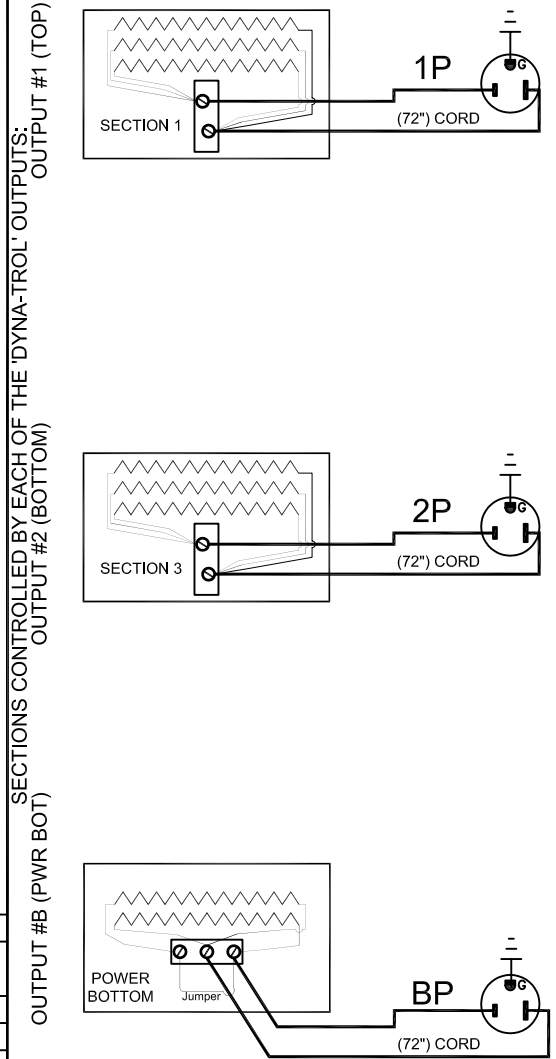 SECTIONS CONTROLLED BY EACH OF THE 'DYNA-TROL' OUTPUTS:
OUTPUT #1 (TOP)
SECTION 1
1P
(72") CORD
G
OUTPUT #2 (BOTTOM)
SECTION 3
2P
(72") CORD
G
OUTPUT #B (PWR BOT)
POWER
BOTTOM
Jumper
BP
(72") CORD
G